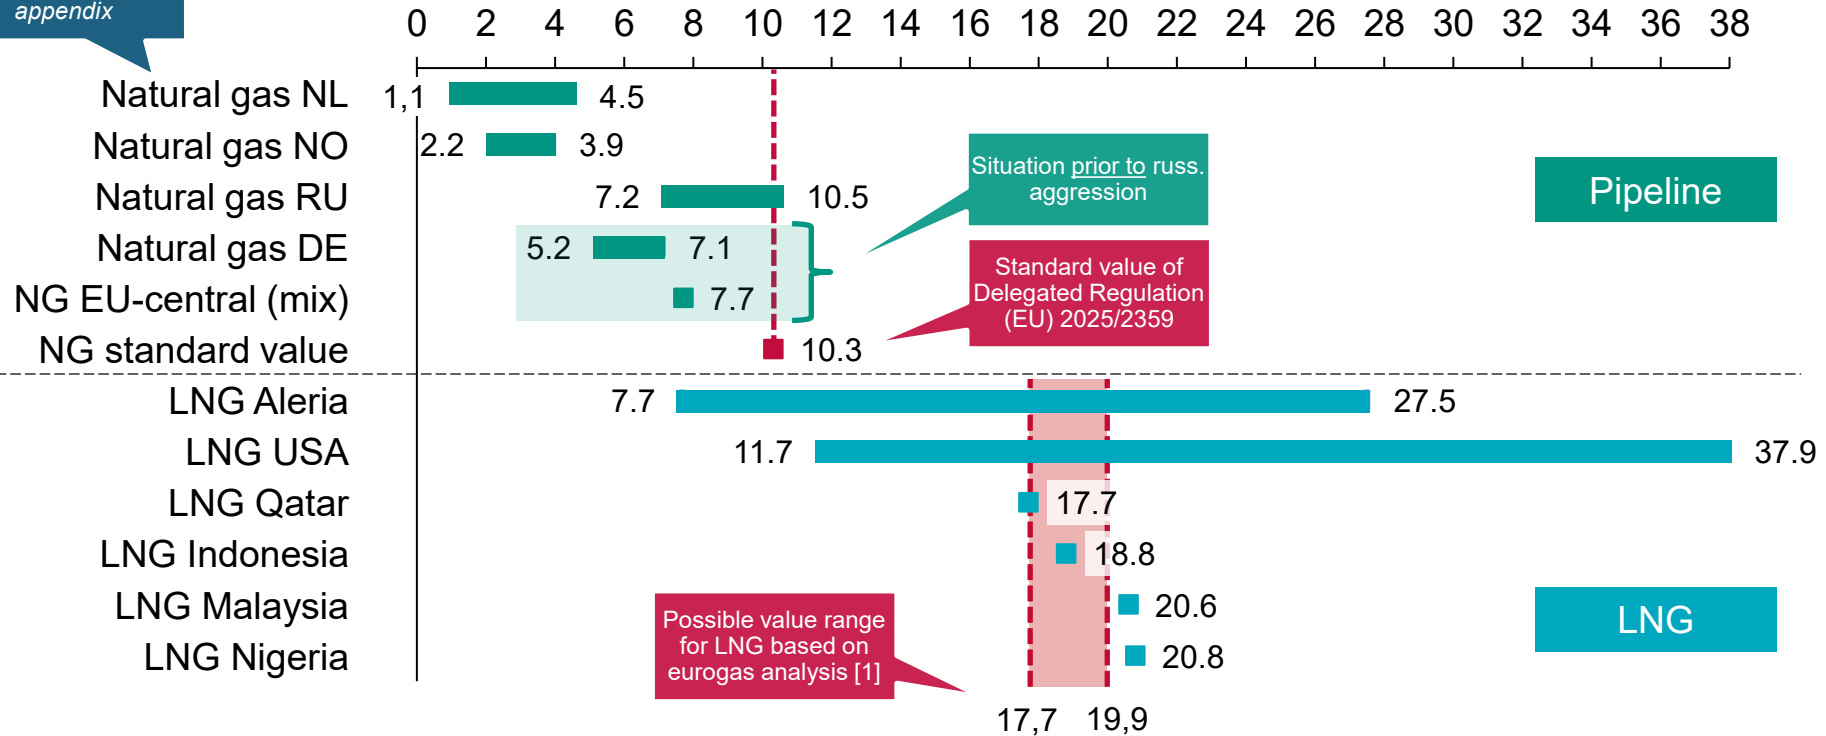 appendix
0 2 4 6 8 10 12 14 16 18 20 22 24 26 28 30 32 34 36 38
Natural gas NL 1,1 4.5
Natural gas NO 2.2 3.9
Natural gas RU 7.2 10.5
Natural gas DE 5.2 7.1
NG EU-central (mix) 7.7
NG standard value 10.3
Situation prior to russ.
aggression
Standard value of
Delegated Regulation
(EU) 2025/2359
Pipeline
LNG Aleria 7.7 27.5
LNG USA 11.7 37.9
LNG Qatar 17.7
LNG Indonesia 18.8
LNG Malaysia 20.6
LNG Nigeria 20.8
Possible value range
for LNG based on
eurogas analysis [1]
LNG
17,7 19,9